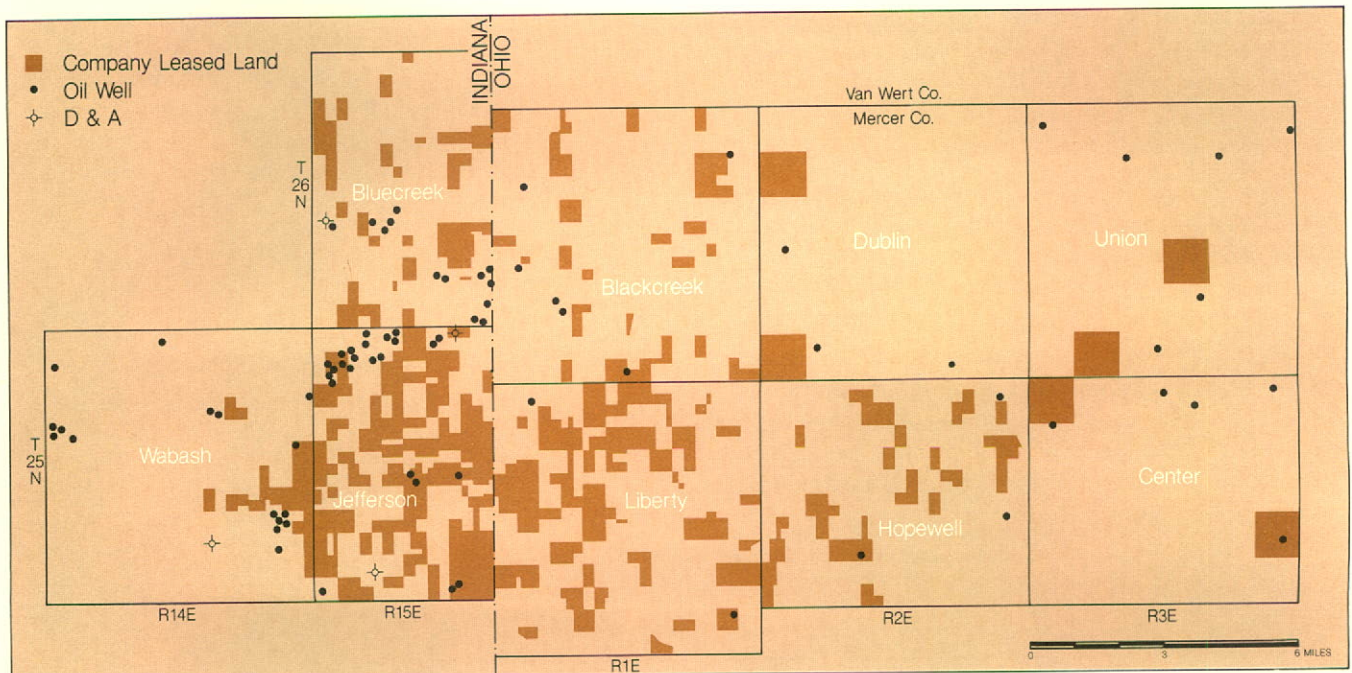 Company Leased Land
Oil Well
D & A
INDIANA
OHIO
Van Wert Co.
Mercer Co.
T
26
N
Bluecreek
Blackcreek
Dublin
Union
T
25
N
Wabash
Jefferson
Liberty
Hopewell
Center
R14E
R15E
R1E
R2E
R3E
0
3
6 MILES